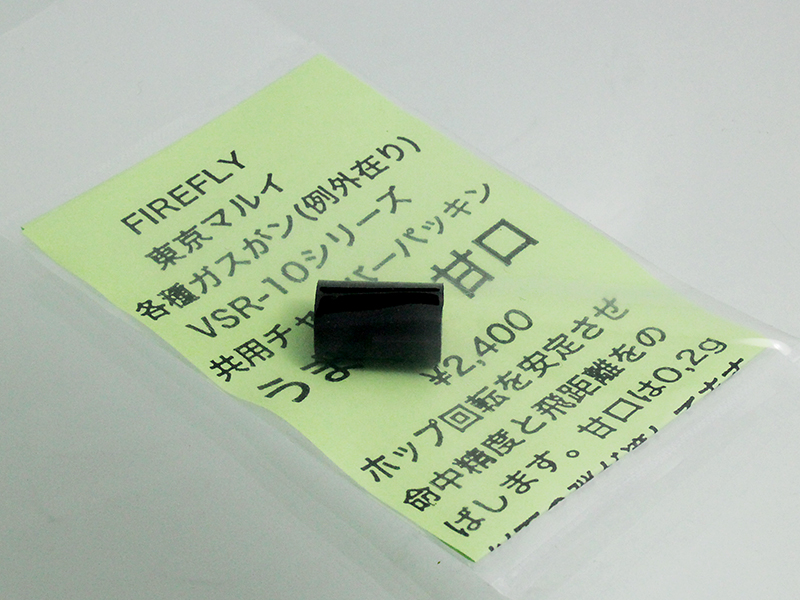 FIREFLY
東京マルイ
各種ガスガン(例外在り)
VSR-10シリーズ
共用チャ バーパッキン
うま 甘口
¥2,400
ホップ回転を安定させ
命中精度と飛距離をの
ばします。甘口は0,2g